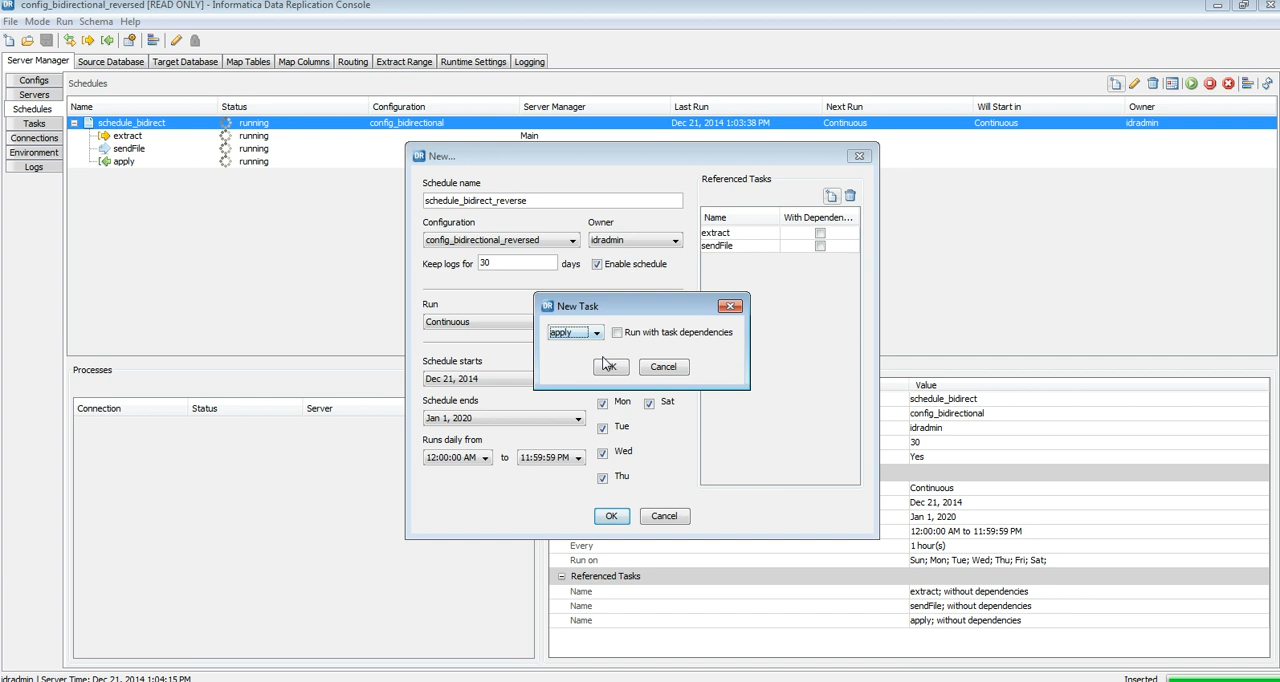 config_bidirectional_reversed [READ ONLY] - Informatica Data Replication Console
File Mode Run Schema Help
Server Manager Source Database Target Database Map Tables Map Columns Routing Extract Range Runtime Settings Logging
Configs
Servers
Schedules
Tasks
Connections
Environment
Logs
Schedules
Name Status Configuration Server Manager Last Run Next Run Will Start in Owner
schedule_bidirect running config_bidirectional Dec 21, 2014 1:03:38 PM Continuous Continuous idradmin
extract running Main
sendFile running
apply running
New...
Schedule name
schedule_bidirect_reverse
Configuration Owner
config_bidirectional_reversed idradmin
Keep logs for 30 days Enable schedule
Run
Continuous
Schedule starts
Dec 21, 2014
Schedule ends
Jan 1, 2020
Runs daily from
12:00:00 AM to 11:59:59 PM
Mon Sat
Tue
Wed
Thu
OK Cancel
Referenced Tasks
Name With Dependen...
extract
sendFile
New Task
apply Run with task dependencies
Cancel
Processes
Connection Status Server
Value
schedule_bidirect
config_bidirectional
idradmin
30
Yes
Continuous
Dec 21, 2014
Jan 1, 2020
12:00:00 AM to 11:59:59 PM
Every 1 hour(s)
Run on Sun; Mon; Tue; Wed; Thu; Fri; Sat;
Referenced Tasks
Name extract; without dependencies
Name sendFile; without dependencies
Name apply; without dependencies
idradmin | Server Time: Dec 21, 2014 1:04:15 PM
Inserted